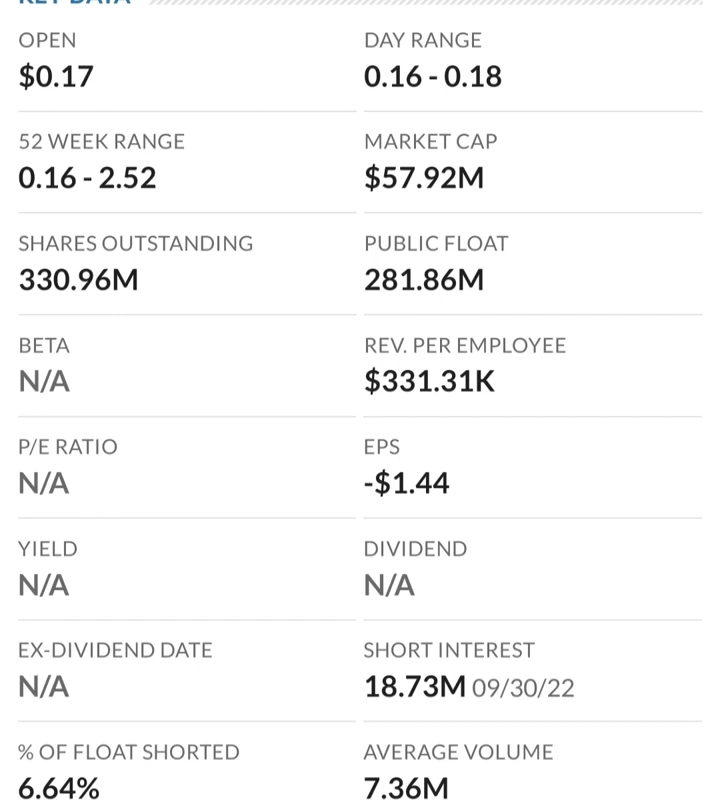 KEY DATA
OPEN
$0.17
DAY RANGE
0.16 - 0.18
52 WEEK RANGE
0.16 - 2.52
MARKET CAP
$57.92M
SHARES OUTSTANDING
330.96M
PUBLIC FLOAT
281.86M
BETA
N/A
REV. PER EMPLOYEE
$331.31K
P/E RATIO
N/A
EPS
-$1.44
YIELD
N/A
DIVIDEND
N/A
EX-DIVIDEND DATE
N/A
SHORT INTEREST
18.73M 09/30/22
% OF FLOAT SHORTED
6.64%
AVERAGE VOLUME
7.36M